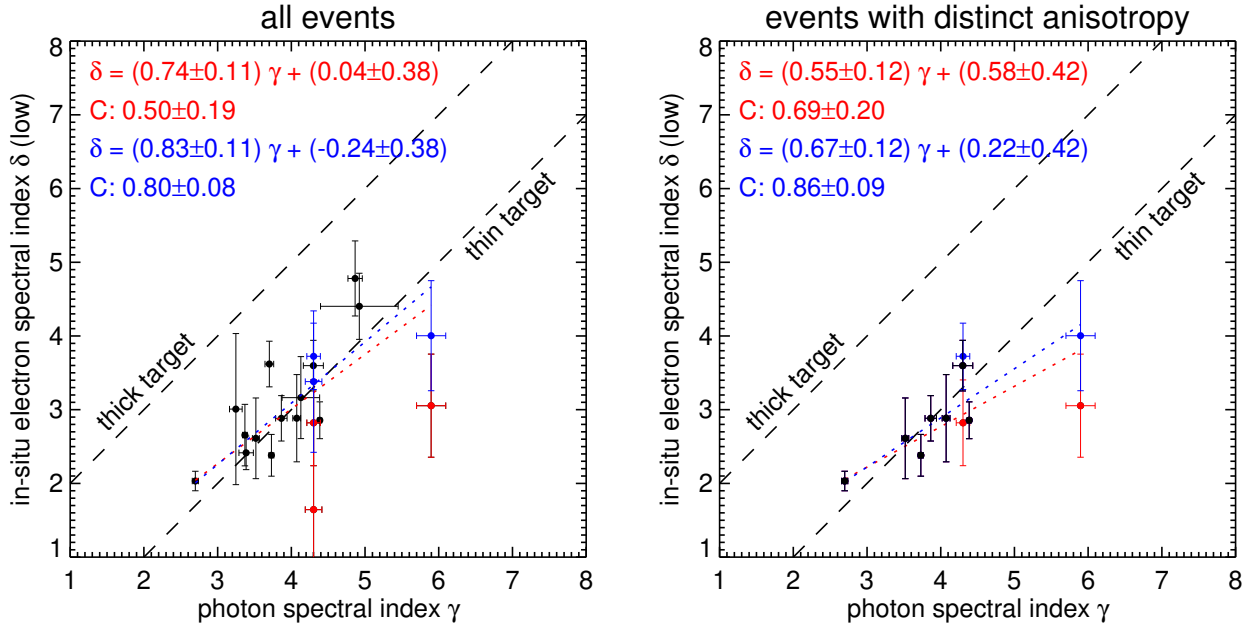 all events
δ = (0.74±0.11) γ + (0.04±0.38)
C: 0.50±0.19
δ = (0.83±0.11) γ + (-0.24±0.38)
C: 0.80±0.08
thick target
thin target
in-situ electron spectral index δ (low)
8
7
6
5
4
3
2
1
1 2 3 4 5 6 7 8
photon spectral index γ
events with distinct anisotropy
δ = (0.55±0.12) γ + (0.58±0.42)
C: 0.69±0.20
δ = (0.67±0.12) γ + (0.22±0.42)
C: 0.86±0.09
thick target
thin target
in-situ electron spectral index δ (low)
8
7
6
5
4
3
2
1
1 2 3 4 5 6 7 8
photon spectral index γ